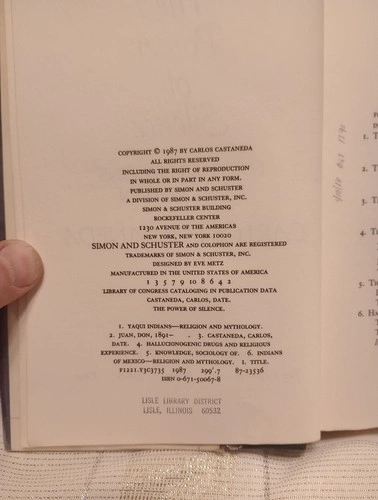 COPYRIGHT © 1987 BY CARLOS CASTANEDA
ALL RIGHTS RESERVED
INCLUDING THE RIGHT OF REPRODUCTION
IN WHOLE OR IN PART IN ANY FORM.
PUBLISHED BY SIMON AND SCHUSTER
A DIVISION OF SIMON & SCHUSTER, INC.
SIMON & SCHUSTER BUILDING
ROCKEFELLER CENTER
1230 AVENUE OF THE AMERICAS
NEW YORK, NEW YORK 10020
SIMON AND SCHUSTER AND COLOPHON ARE REGISTERED
TRADEMARKS OF SIMON & SCHUSTER, INC.
DESIGNED BY EVE METZ
MANUFACTURED IN THE UNITED STATES OF AMERICA
1 3 5 7 9 10 8 6 4 2
LIBRARY OF CONGRESS CATALOGING IN PUBLICATION DATA
CASTANEDA, CARLOS, DATE.
THE POWER OF SILENCE.
1. YAQUI INDIANS—RELIGION AND MYTHOLOGY.
2. JUAN, DON, 1891– . 3. CASTANEDA, CARLOS,
DATE. 4. HALLUCINOGENIC DRUGS AND RELIGIOUS
EXPERIENCE. 5. KNOWLEDGE, SOCIOLOGY OF. 6. INDIANS
OF MEXICO—RELIGION AND MYTHOLOGY. I. TITLE.
F1221.Y3C3735 1987 299'.7 87-23536
ISBN 0-671-50067-8
LISLE LIBRARY DISTRICT
LISLE, ILLINOIS 60532
1. T
2. T
3. T
4. T
5. T
6.